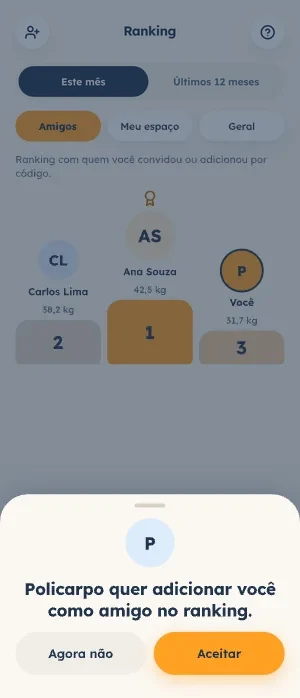 Ranking
Este mês
Últimos 12 meses
Amigos
Meu espaço
Geral
Ranking com quem você convidou ou adicionou por
código.
AS
CL
P
Ana Souza
42,5 kg
Carlos Lima
38,2 kg
Você
31,7 kg
1
2
3
P
Policarpo quer adicionar você
como amigo no ranking.
Agora não
Aceitar